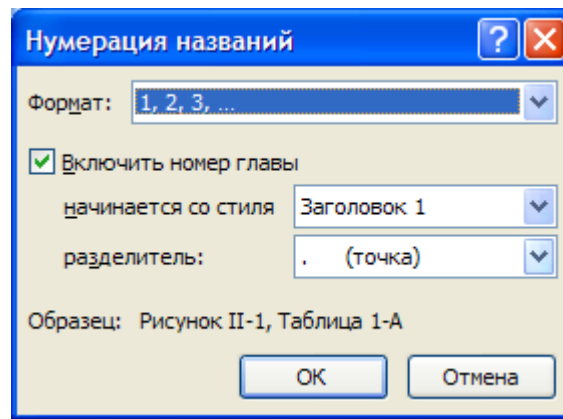 Нумерация названий
Формат: 1, 2, 3, ...
Включить номер главы
начинается со стиля Заголовок 1
разделитель: . (точка)
Образец: Рисунок II-1, Таблица 1-A
ОК Отмена